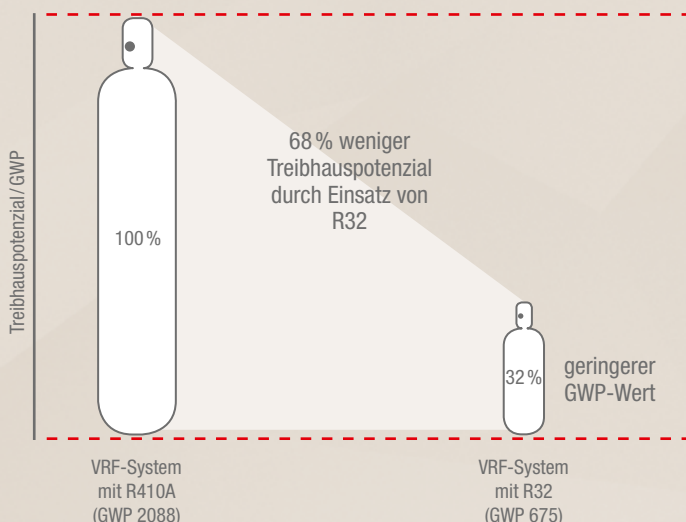 Treibhauspotenzial / GWP
100 %
68 % weniger
Treibhauspotenzial
durch Einsatz von
R32
32 %
geringerer
GWP-Wert
VRF-System
mit R410A
(GWP 2088)
VRF-System
mit R32
(GWP 675)